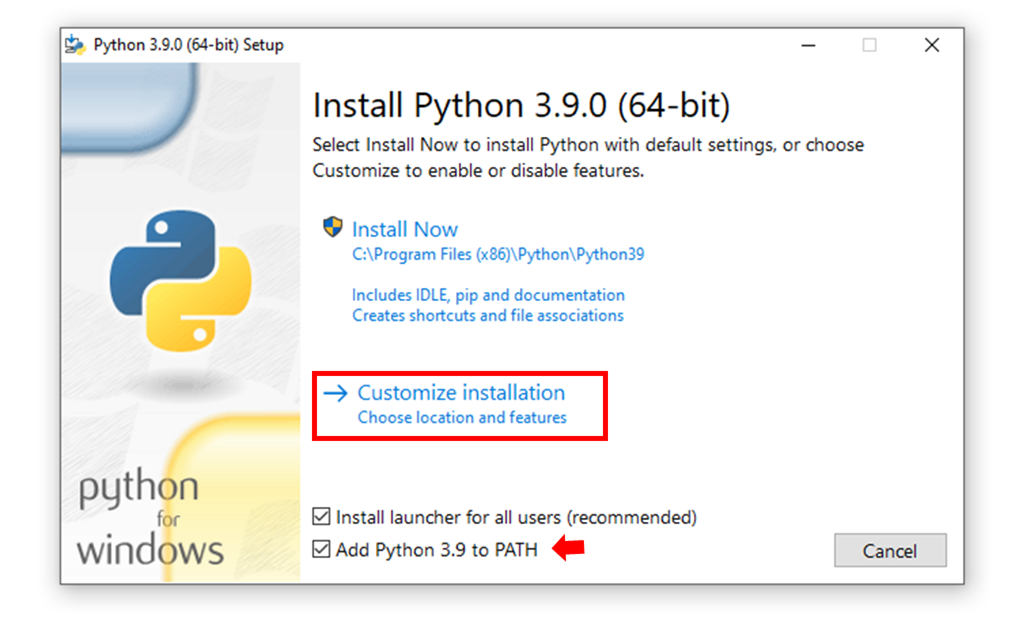 Python 3.9.0 (64-bit) Setup
Install Python 3.9.0 (64-bit)
Select Install Now to install Python with default settings, or choose
Customize to enable or disable features.
Install Now
C:\Program Files (x86)\Python\Python39
Includes IDLE, pip and documentation
Creates shortcuts and file associations
Customize installation
Choose location and features
python
for
windows
Install launcher for all users (recommended)
Add Python 3.9 to PATH
Cancel